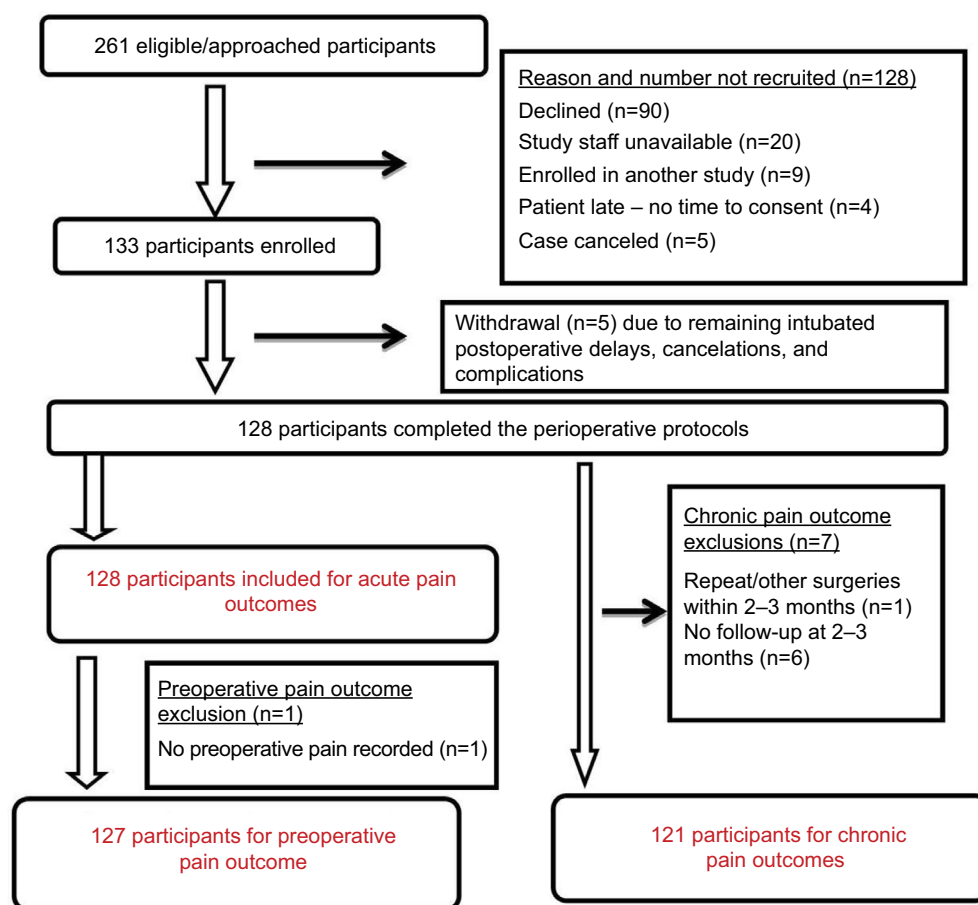 261 eligible/approached participants
Reason and number not recruited (n=128)
Declined (n=90)
Study staff unavailable (n=20)
Enrolled in another study (n=9)
Patient late – no time to consent (n=4)
Case canceled (n=5)
133 participants enrolled
Withdrawal (n=5) due to remaining intubated
postoperative delays, cancelations, and
complications
128 participants completed the perioperative protocols
Chronic pain outcome
exclusions (n=7)
Repeat/other surgeries
within 2–3 months (n=1)
No follow-up at 2–3
months (n=6)
128 participants included for acute pain
outcomes
Preoperative pain outcome
exclusion (n=1)
No preoperative pain recorded (n=1)
127 participants for preoperative
pain outcome
121 participants for chronic
pain outcomes